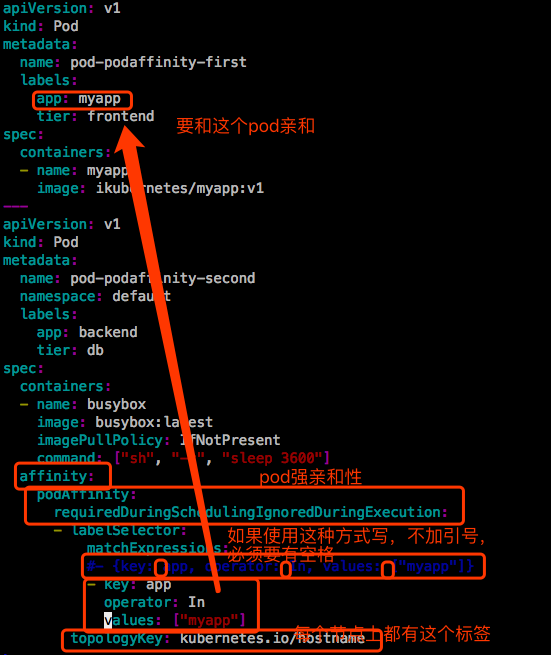 apiVersion: v1
kind: Pod
metadata:
  name: pod-podaffinity-first
  labels:
    app: myapp
    tier: frontend
要和这个pod亲和
spec:
  containers:
  - name: myapp
    image: ikubernetes/myapp:v1
---
apiVersion: v1
kind: Pod
metadata:
  name: pod-podaffinity-second
  namespace: default
  labels:
    app: backend
    tier: db
spec:
  containers:
  - name: busybox
    image: busybox:latest
    imagePullPolicy: IfNotPresent
    command: ["sh", "-c", "sleep 3600"]
  affinity:
pod强亲和性
    podAffinity:
      requiredDuringSchedulingIgnoredDuringExecution:
      - labelSelector:
如果使用这种方式写，不加引号，
必须要有空格
          matchExpressions:
          #- {key: app, operator: in, values: ["myapp"]}
          - key: app
            operator: In
            values: ["myapp"]
        topologyKey: kubernetes.io/hostname
每个节点上都有这个标签